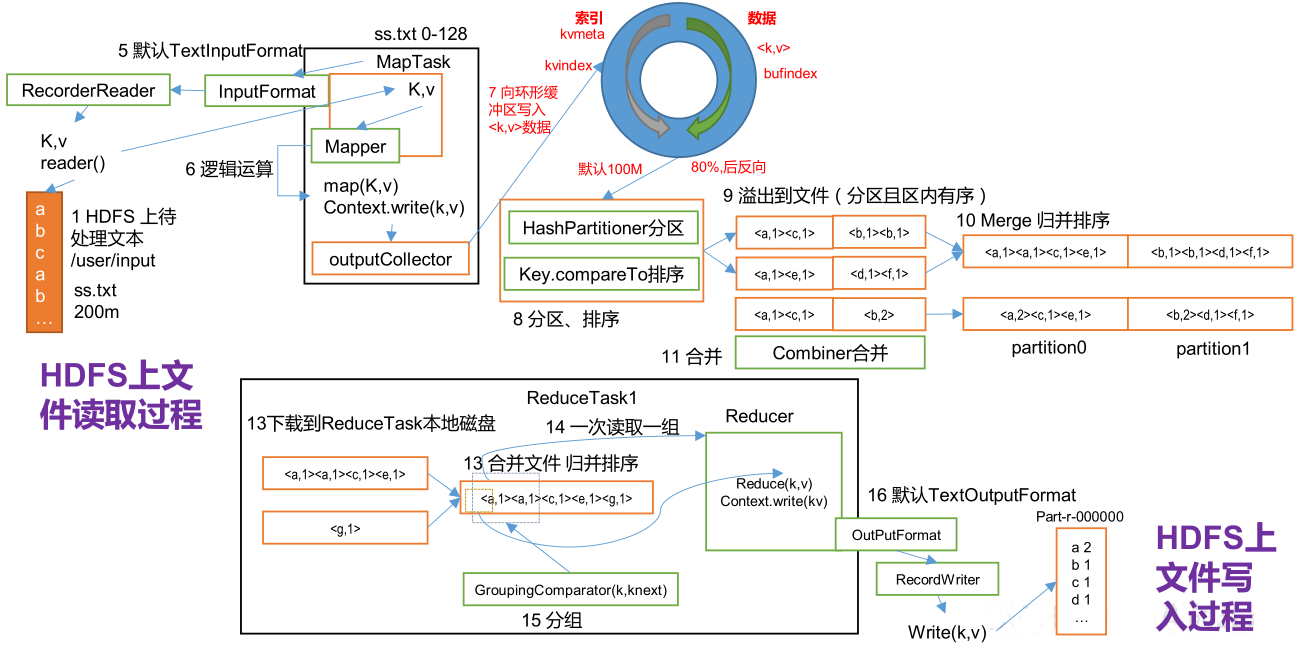 ss.txt 0-128
5 默认TextInputFormat
MapTask
RecorderReader
InputFormat
K,v
Mapper
K,v
reader()
6 逻辑运算
map(K,v)
Context.write(k,v)
outputCollector
a
b
c
a
b
…
1 HDFS 上待
处理文本
/user/input
ss.txt
200m
HDFS上文
件读取过程
索引
kvmeta
kvindex
数据
<k,v>
bufindex
7 向环形缓
冲区写入
<k,v>数据
默认100M
80%,后反向
HashPartitioner分区
Key.compareTo排序
8 分区、排序
9 溢出到文件（分区且区内有序）
<a,1><c,1>
<b,1><b,1>
<a,1><e,1>
<d,1><f,1>
<a,1><c,1>
<b,2>
11 合并
Combiner合并
10 Merge 归并排序
<a,1><a,1><c,1><e,1>
<b,1><b,1><d,1><f,1>
<a,2><c,1><e,1>
<b,2><d,1><f,1>
partition0
partition1
ReduceTask1
13下载到ReduceTask本地磁盘
<a,1><a,1><c,1><e,1>
<g,1>
13 合并文件 归并排序
<a,1><a,1><c,1><e,1><g,1>
14 一次读取一组
GroupingComparator(k,knext)
15 分组
Reducer
Reduce(k,v)
Context.write(kv)
16 默认TextOutputFormat
OutPutFormat
RecordWriter
Write(k,v)
Part-r-000000
a 2
b 1
c 1
d 1
…
HDFS上
文件写
入过程